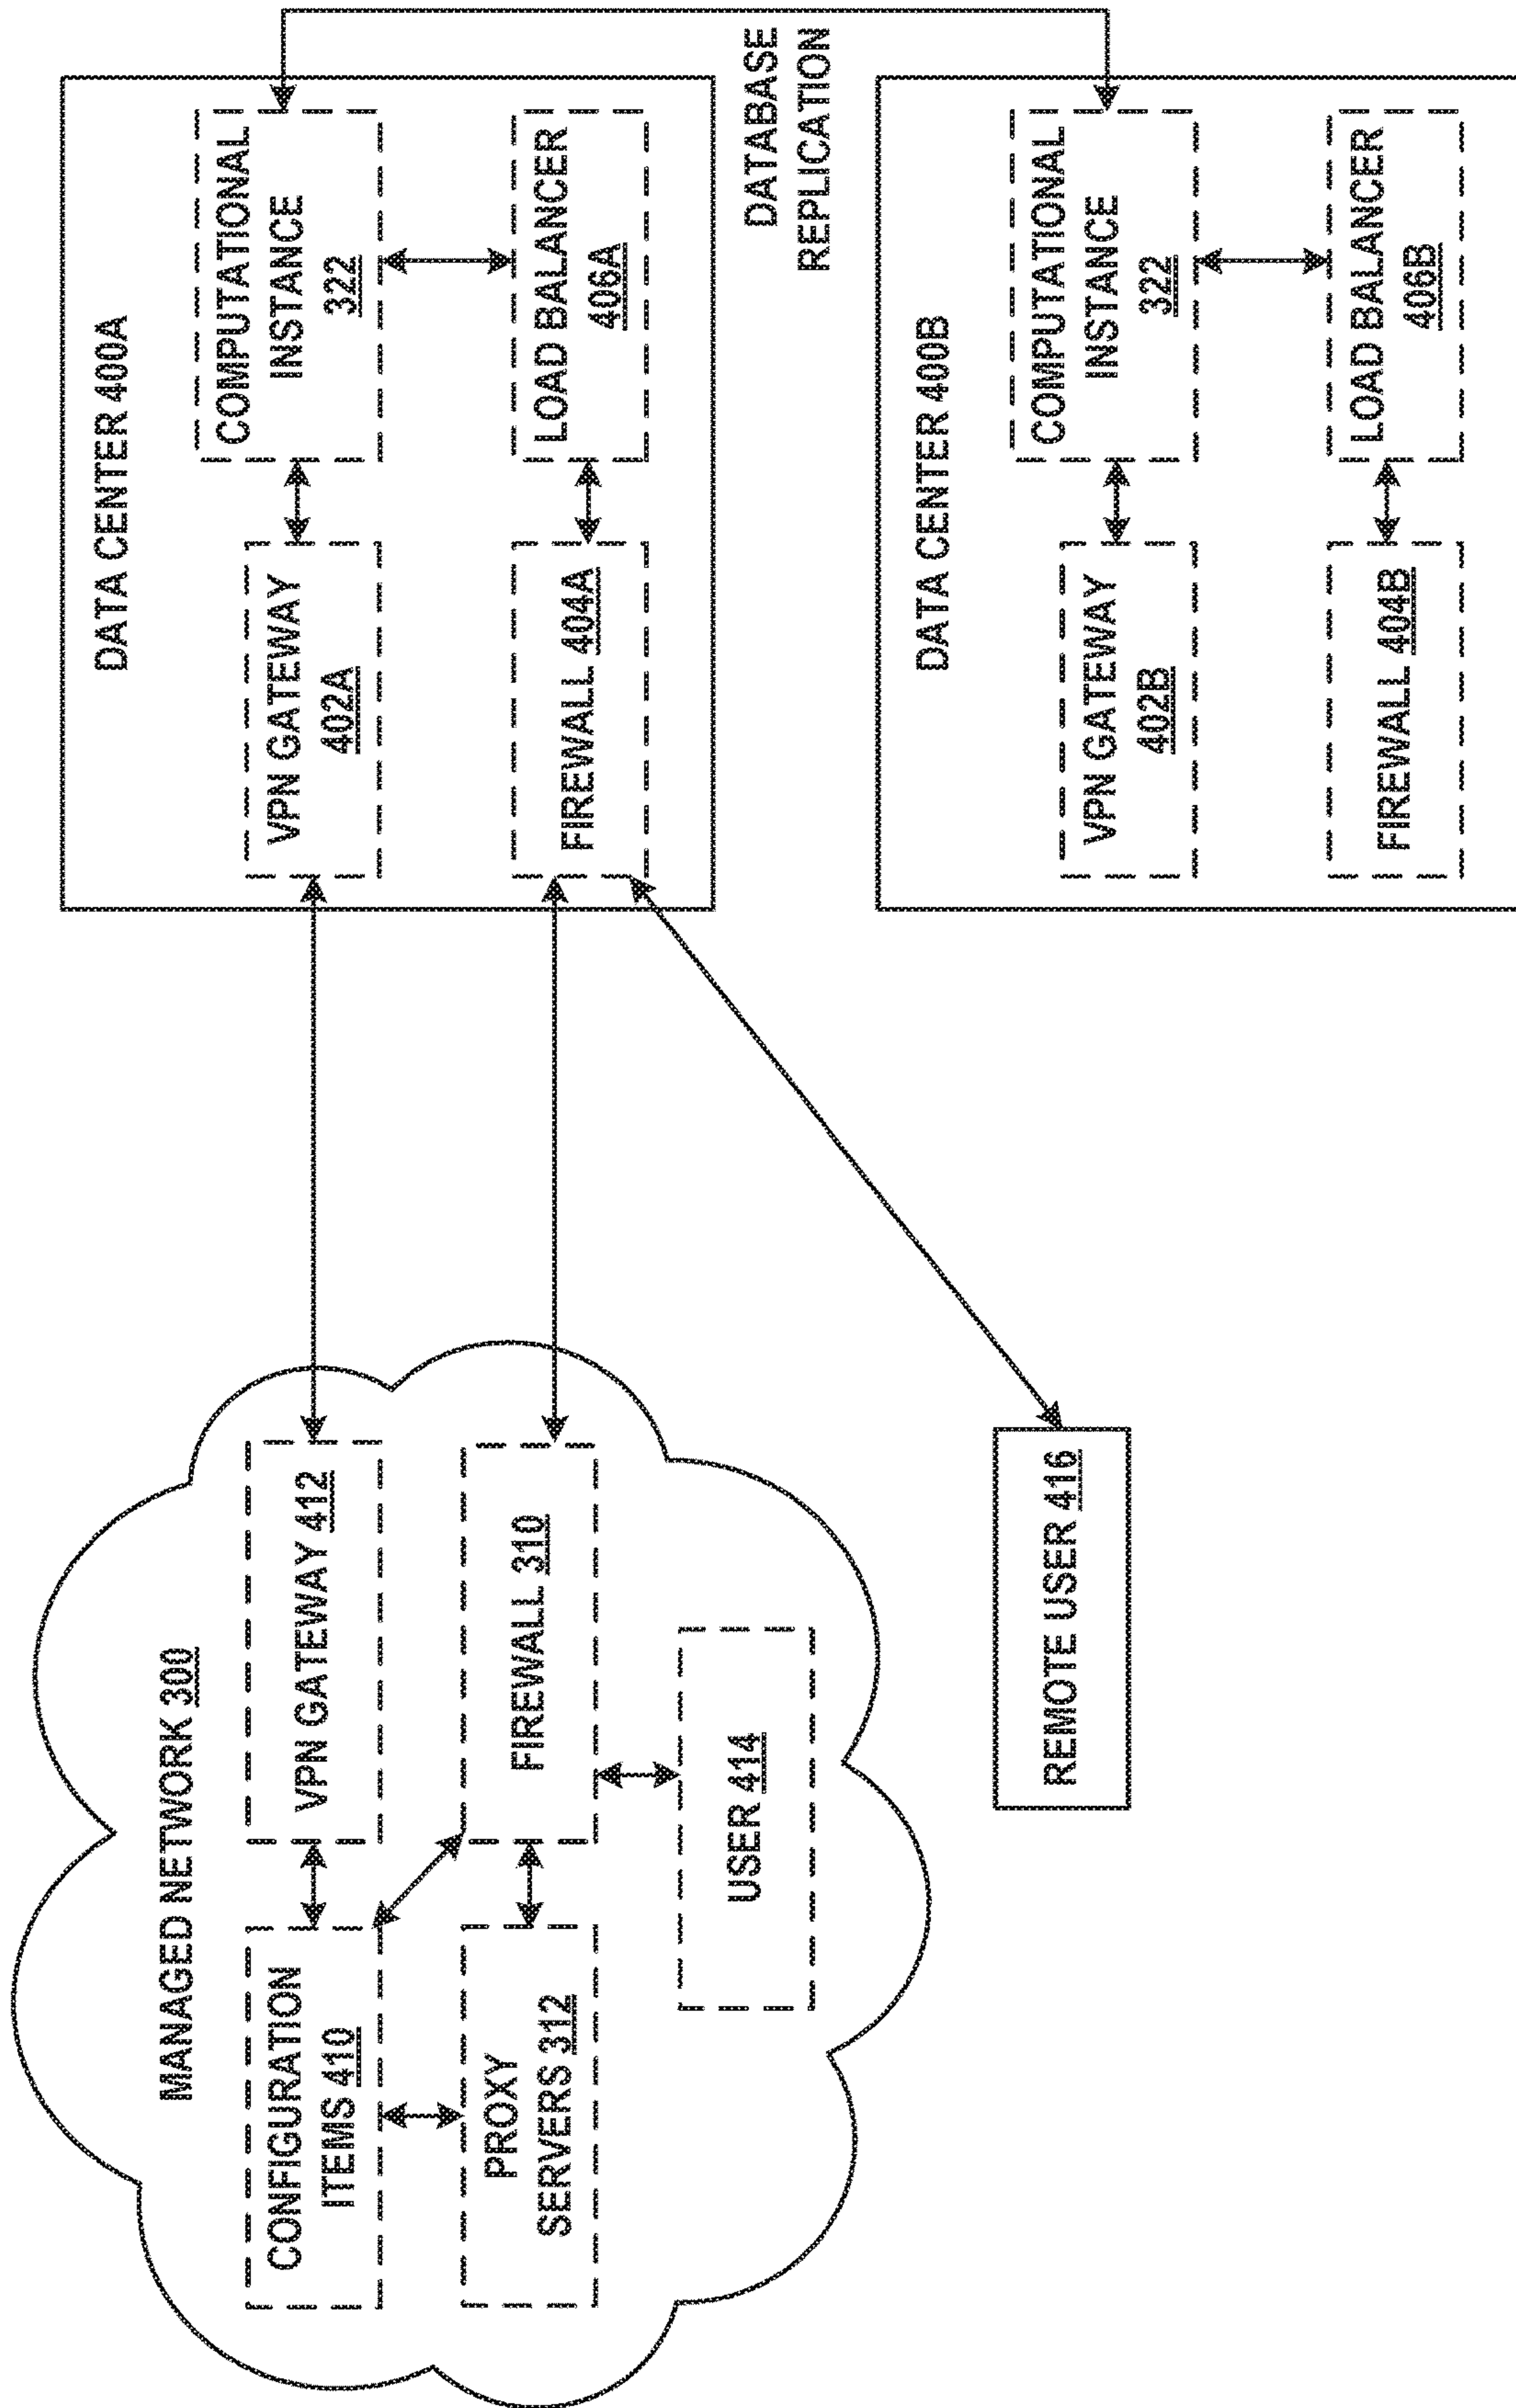 MANAGED NETWORK 300
CONFIGURATION
ITEMS 410
VPN GATEWAY 412
PROXY
SERVERS 312
FIREWALL 310
USER 414
REMOTE USER 416
DATA CENTER 400A
VPN GATEWAY
402A
COMPUTATIONAL
INSTANCE
322
FIREWALL 404A
LOAD BALANCER
406A
DATABASE
REPLICATION
DATA CENTER 400B
VPN GATEWAY
402B
COMPUTATIONAL
INSTANCE
322
FIREWALL 404B
LOAD BALANCER
406B